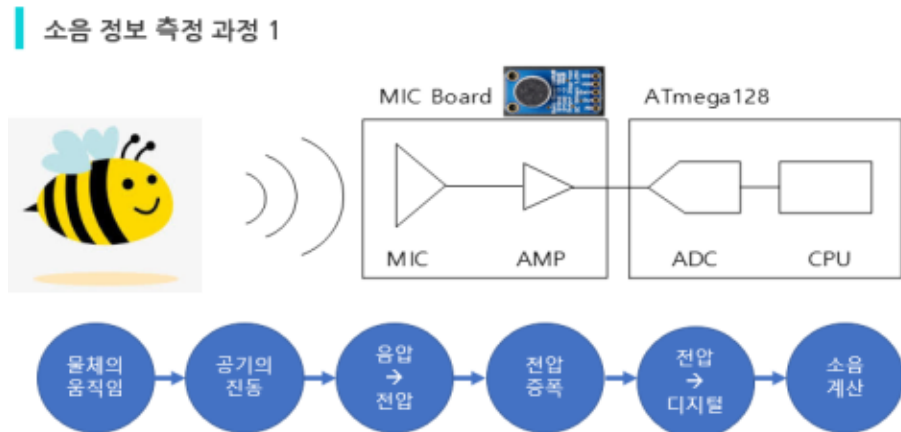 소음 정보 측정 과정 1
MIC Board
ATmega128
MIC
AMP
ADC
CPU
물체의
움직임
공기의
진동
음압
→
전압
전압
증폭
전압
→
디지털
소음
계산